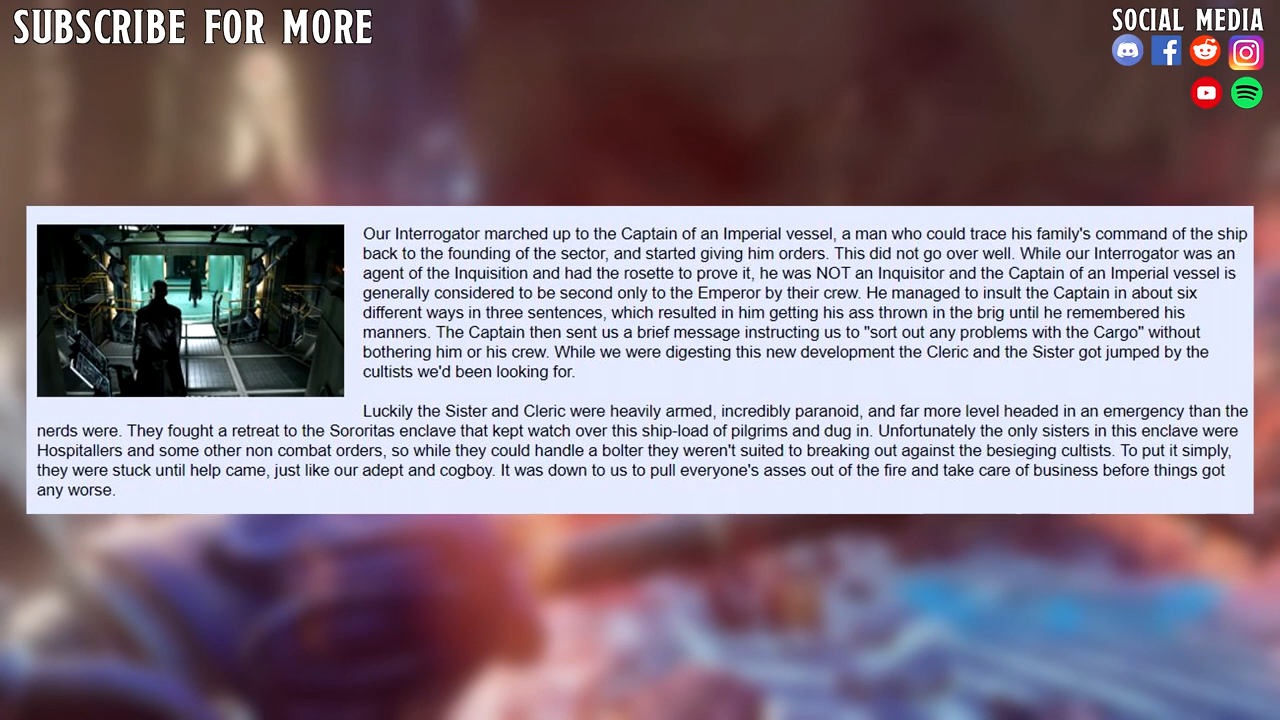 SUBSCRIBE FOR MORE
SOCIAL MEDIA
Our Interrogator marched up to the Captain of an Imperial vessel, a man who could trace his family's command of the ship
back to the founding of the sector, and started giving him orders. This did not go over well. While our Interrogator was an
agent of the Inquisition and had the rosette to prove it, he was NOT an Inquisitor and the Captain of an Imperial vessel is
generally considered to be second only to the Emperor by their crew. He managed to insult the Captain in about six
different ways in three sentences, which resulted in him getting his ass thrown in the brig until he remembered his
manners. The Captain then sent us a brief message instructing us to "sort out any problems with the Cargo" without
bothering him or his crew. While we were digesting this new development the Cleric and the Sister got jumped by the
cultists we'd been looking for.
Luckily the Sister and Cleric were heavily armed, incredibly paranoid, and far more level headed in an emergency than the
nerds were. They fought a retreat to the Sororitas enclave that kept watch over this ship-load of pilgrims and dug in. Unfortunately the only sisters in this enclave were
Hospitallers and some other non combat orders, so while they could handle a bolter they weren't suited to breaking out against the besieging cultists. To put it simply,
they were stuck until help came, just like our adept and cogboy. It was down to us to pull everyone's asses out of the fire and take care of business before things got
any worse.